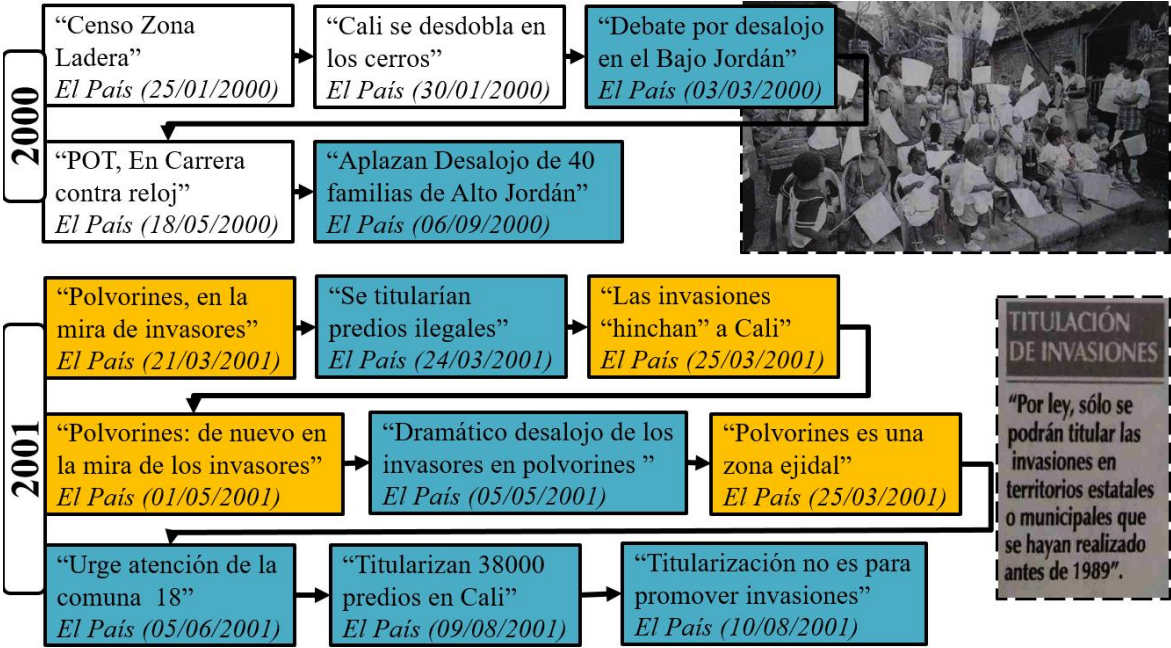 2000
“Censo Zona
Ladera”
El País (25/01/2000)
“Cali se desdobla en
los cerros”
El País (30/01/2000)
“Debate por desalojo
en el Bajo Jordán”
El País (03/03/2000)
“POT, En Carrera
contra reloj”
El País (18/05/2000)
“Aplazan Desalojo de 40
familias de Alto Jordán”
El País (06/09/2000)
2001
“Polvorines, en la
mira de invasores”
El País (21/03/2001)
“Se titularían
predios ilegales”
El País (24/03/2001)
“Las invasiones
“hinchan” a Cali”
El País (25/03/2001)
“Polvorines: de nuevo en
la mira de los invasores”
El País (01/05/2001)
“Dramático desalojo de los
invasores en polvorines ”
El País (05/05/2001)
“Polvorines es una
zona ejidal”
El País (25/03/2001)
“Urge atención de la
comuna 18”
El País (05/06/2001)
“Titularizan 38000
predios en Cali”
El País (09/08/2001)
“Titularización no es para
promover invasiones”
El País (10/08/2001)
TITULACIÓN
DE INVASIONES
“Por ley, sólo se
podrán titular las
invasiones en
territorios estatales
o municipales que
se hayan realizado
antes de 1989”.